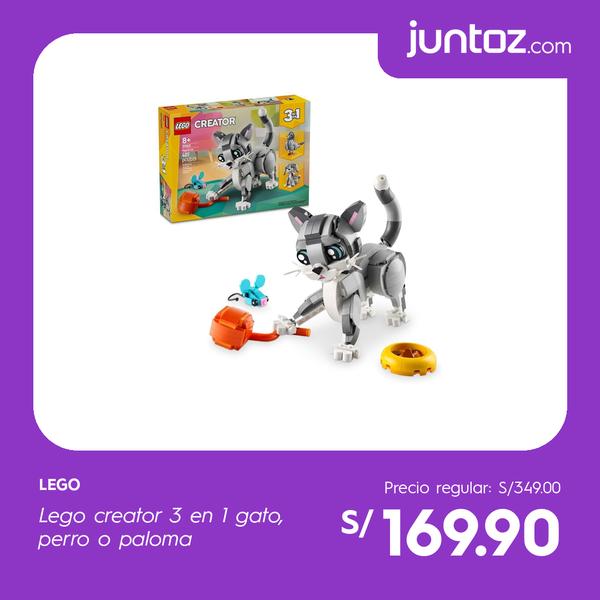 juntoz.com
LEGO CREATOR
3in1
8+
LEGO
Lego creator 3 en 1 gato,
perro o paloma
Precio regular: S/349.00
S/169.90